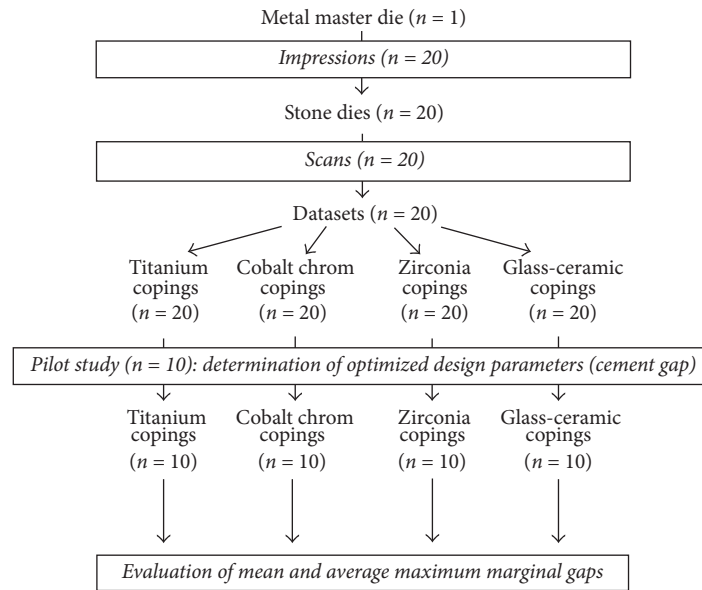 Metal master die (n = 1)
Impressions (n = 20)
Stone dies (n = 20)
Scans (n = 20)
Datasets (n = 20)
Titanium copings (n = 20)
Cobalt chrom copings (n = 20)
Zirconia copings (n = 20)
Glass-ceramic copings (n = 20)
Pilot study (n = 10): determination of optimized design parameters (cement gap)
Titanium copings (n = 10)
Cobalt chrom copings (n = 10)
Zirconia copings (n = 10)
Glass-ceramic copings (n = 10)
Evaluation of mean and average maximum marginal gaps